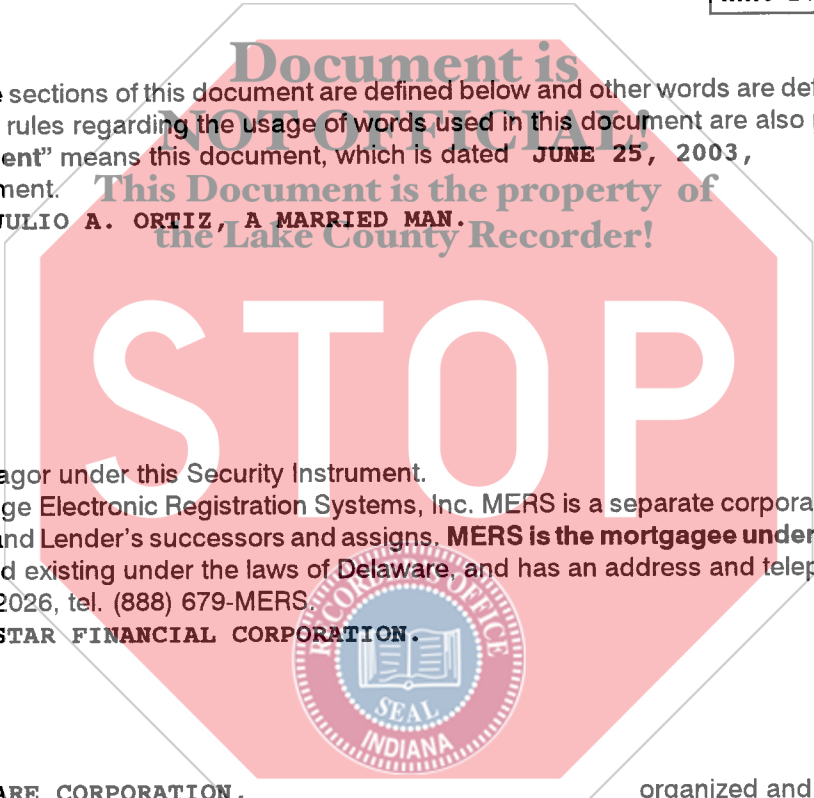 Document is
sections of this document are defined below and other words are def
rules regarding the usage of words used in this document are also
NOT OFFICIAL!
ent" means this document, which is dated JUNE 25, 2003,
ment.
This Document is the property of
JULIO A. ORTIZ, A MARRIED MAN.
the Lake County Recorder!
STOP
agor under this Security Instrument.
ge Electronic Registration Systems, Inc. MERS is a separate corpora
and Lender's successors and assigns. MERS is the mortgagee under
d existing under the laws of Delaware, and has an address and telep
2026, tel. (888) 679-MERS.
STAR FINANCIAL CORPORATION.
RECORDER'S OFFICE
SEAL
INDIANA
ARE CORPORATION,
organized and